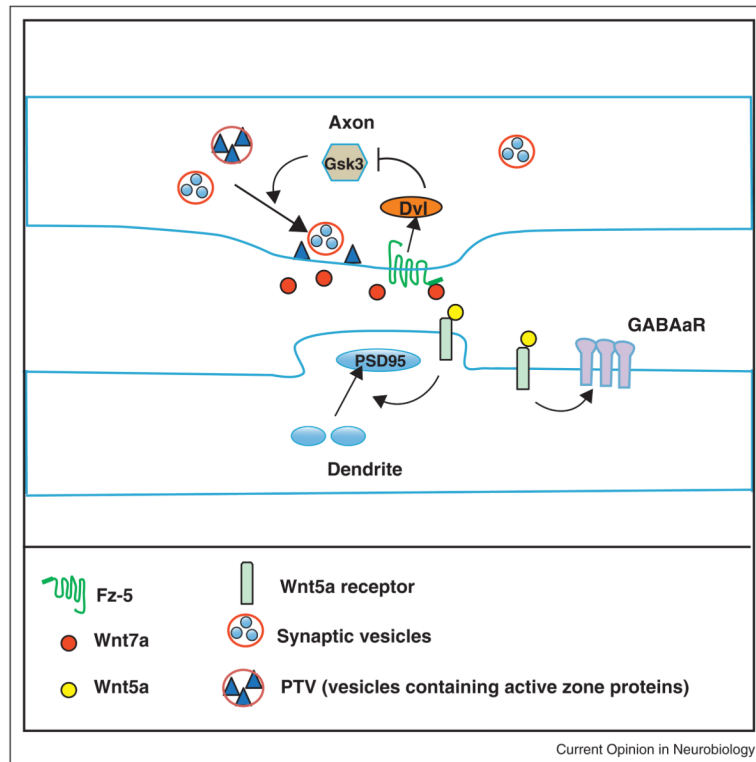 Axon
Gsk3
Dvl
GABAaR
PSD95
Dendrite
Fz-5
Wnt5a receptor
Wnt7a
Synaptic vesicles
Wnt5a
PTV (vesicles containing active zone proteins)
Current Opinion in Neurobiology